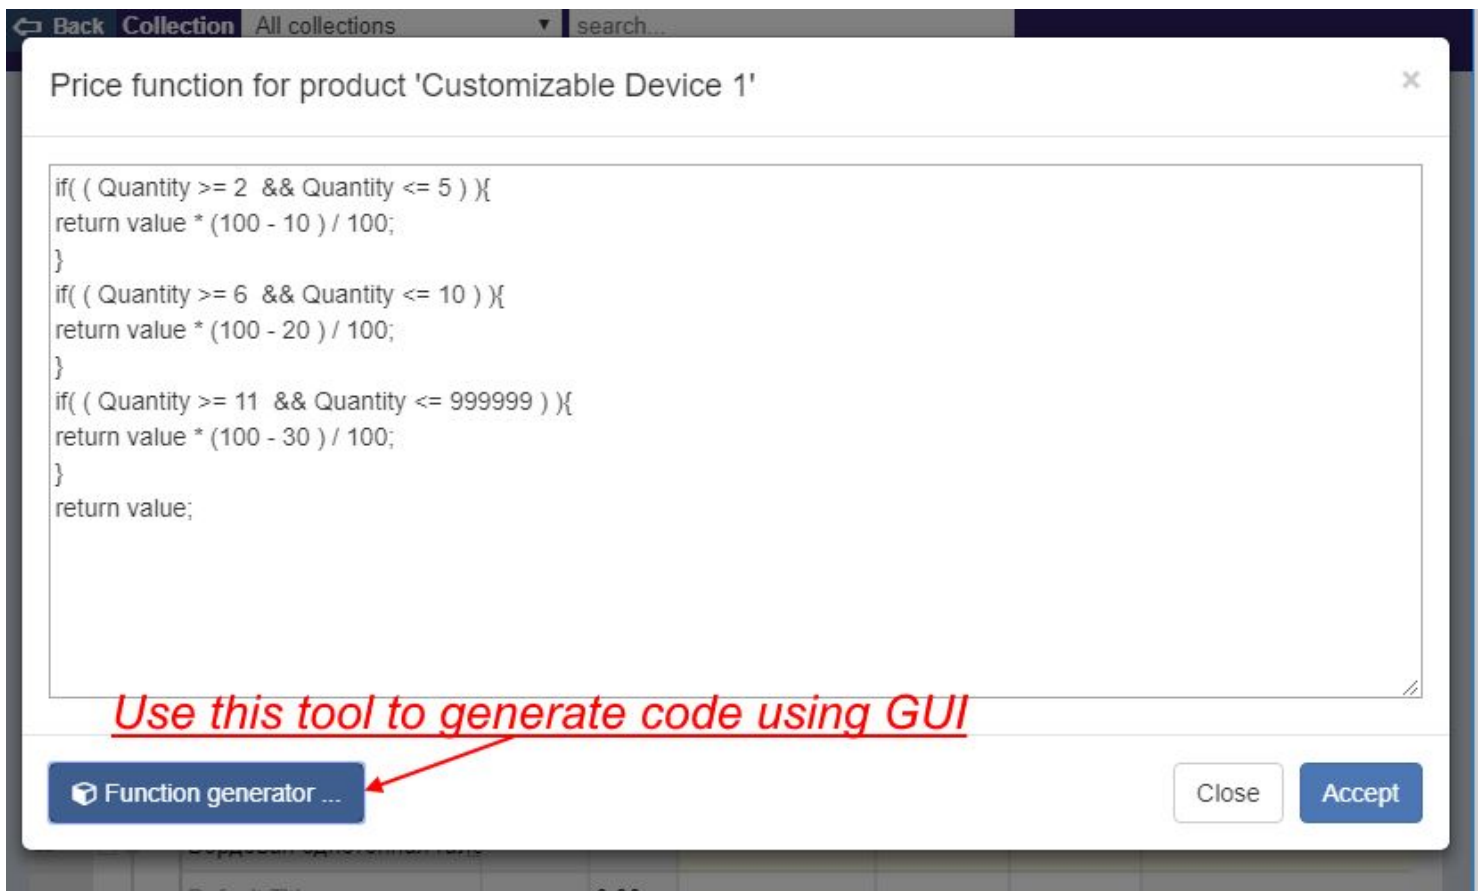 Back Collection All collections search...
Price function for product 'Customizable Device 1'
×
if( ( Quantity >= 2  && Quantity <= 5 ) ){
return value * (100 - 10 ) / 100;
}
if( ( Quantity >= 6  && Quantity <= 10 ) ){
return value * (100 - 20 ) / 100;
}
if( ( Quantity >= 11  && Quantity <= 999999 ) ){
return value * (100 - 30 ) / 100;
}
return value;
Use this tool to generate code using GUI
Function generator ...
Close Accept